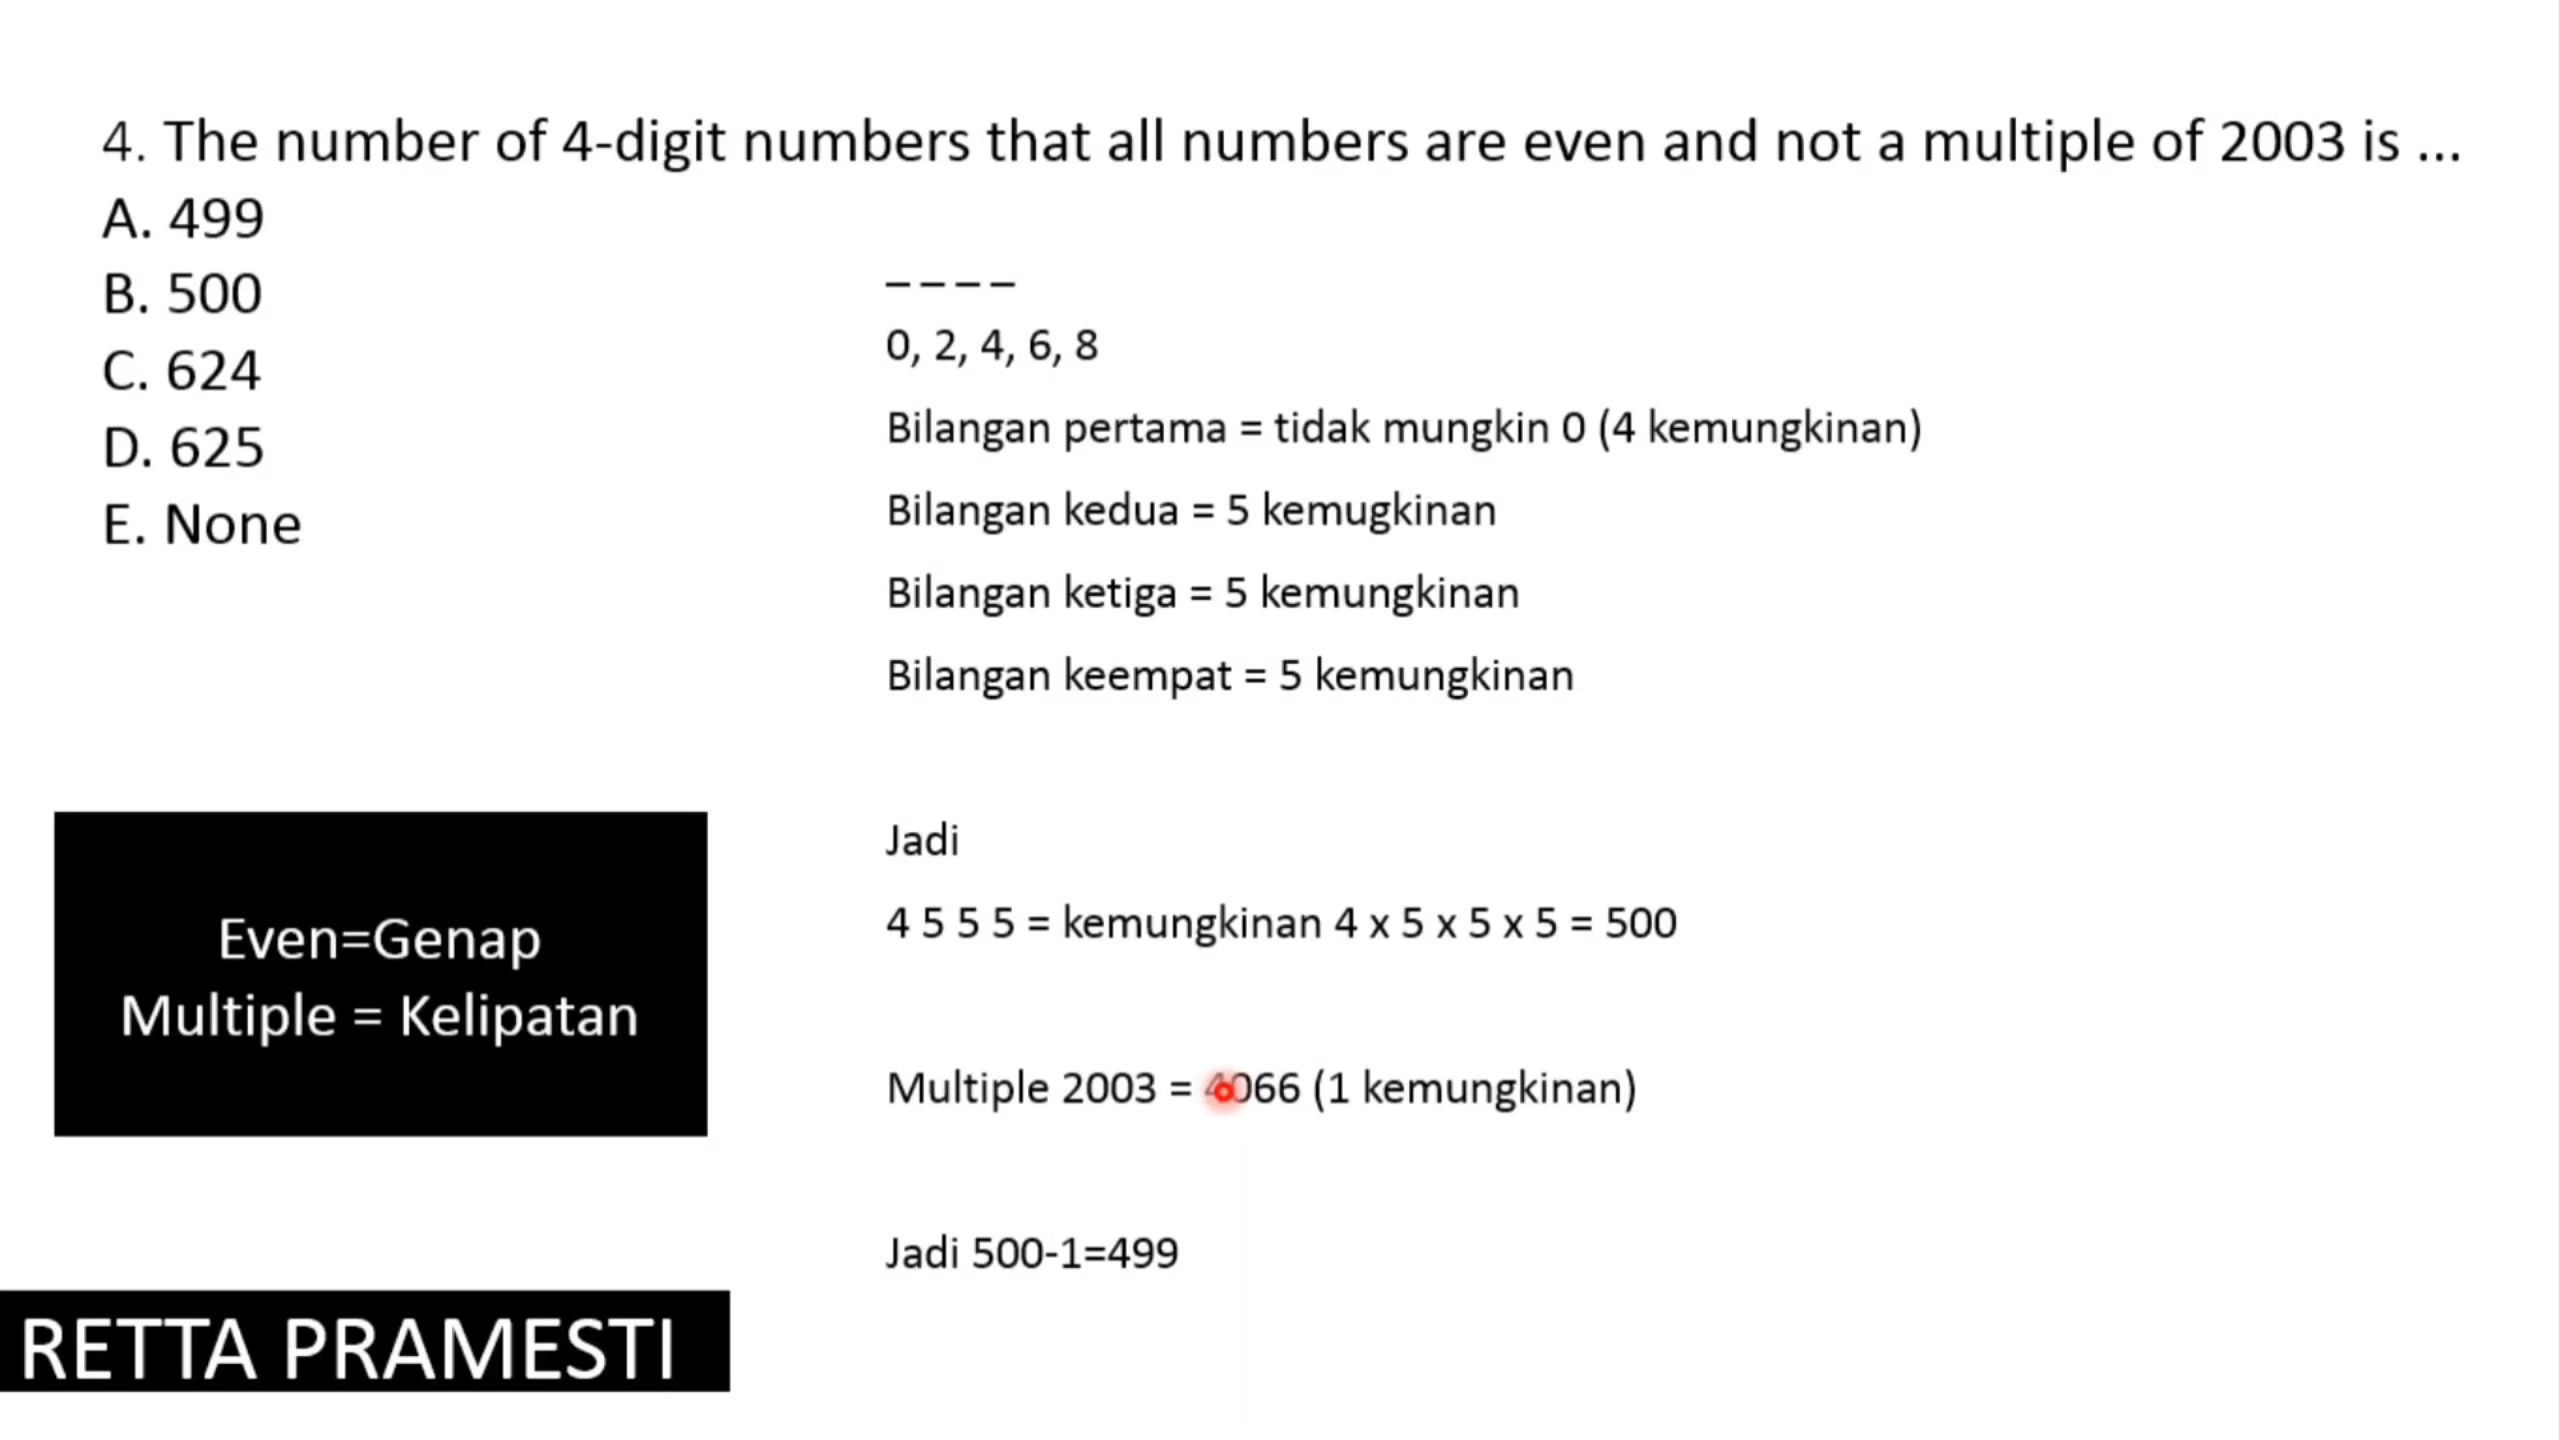 4. The number of 4-digit numbers that all numbers are even and not a multiple of 2003 is ...
A. 499
B. 500
C. 624
D. 625
E. None
_ _ _ _
0, 2, 4, 6, 8
Bilangan pertama = tidak mungkin 0 (4 kemungkinan)
Bilangan kedua = 5 kemugkinan
Bilangan ketiga = 5 kemungkinan
Bilangan keempat = 5 kemungkinan
Jadi
4 5 5 5 = kemungkinan 4 x 5 x 5 x 5 = 500
Multiple 2003 = 4066 (1 kemungkinan)
Jadi 500-1=499
Even=Genap
Multiple = Kelipatan
RETTA PRAMESTI